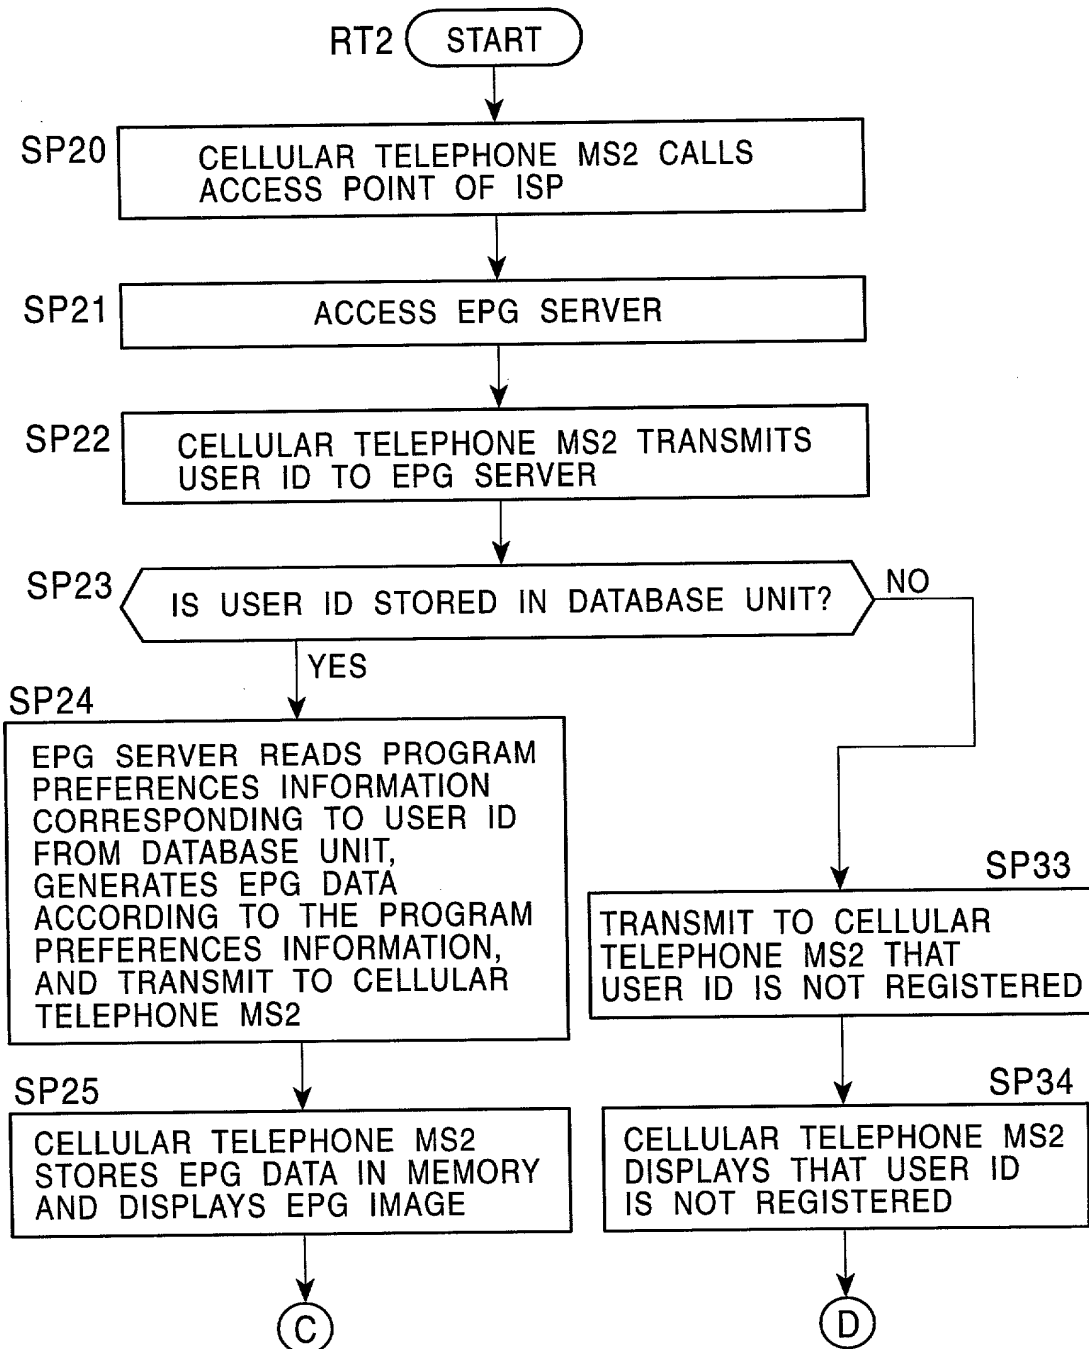 RT2 START
SP20
CELLULAR TELEPHONE MS2 CALLS
ACCESS POINT OF ISP
SP21
ACCESS EPG SERVER
SP22
CELLULAR TELEPHONE MS2 TRANSMITS
USER ID TO EPG SERVER
SP23
IS USER ID STORED IN DATABASE UNIT?
NO
YES
SP24
EPG SERVER READS PROGRAM
PREFERENCES INFORMATION
CORRESPONDING TO USER ID
FROM DATABASE UNIT,
GENERATES EPG DATA
ACCORDING TO THE PROGRAM
PREFERENCES INFORMATION,
AND TRANSMIT TO CELLULAR
TELEPHONE MS2
SP33
TRANSMIT TO CELLULAR
TELEPHONE MS2 THAT
USER ID IS NOT REGISTERED
SP25
CELLULAR TELEPHONE MS2
STORES EPG DATA IN MEMORY
AND DISPLAYS EPG IMAGE
SP34
CELLULAR TELEPHONE MS2
DISPLAYS THAT USER ID
IS NOT REGISTERED
C
D